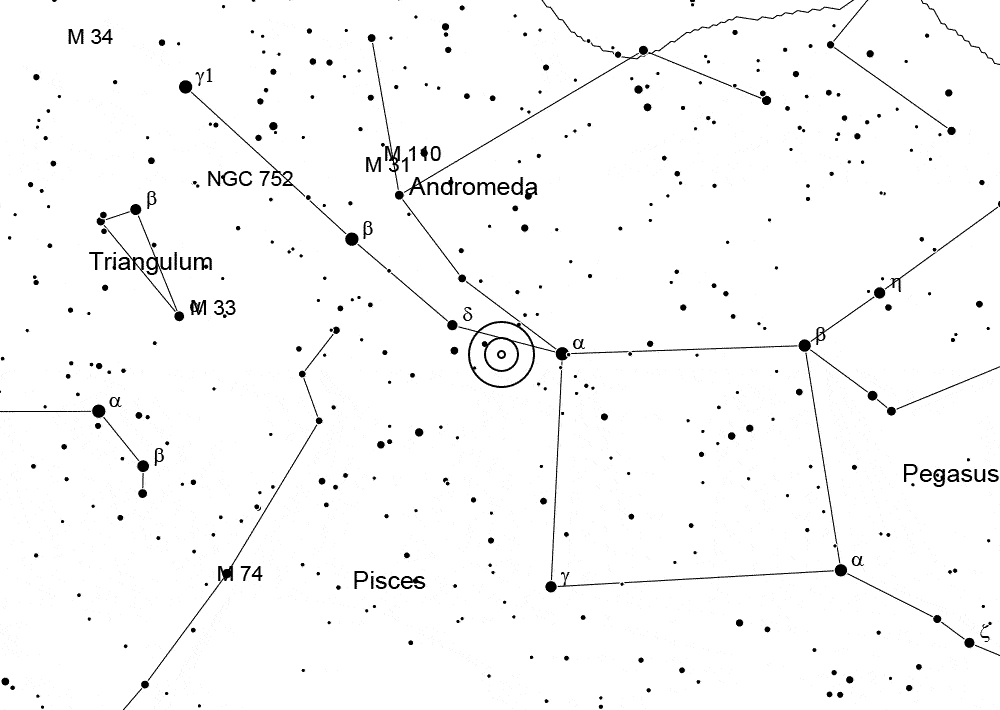 M 34
γ1
M 110
M 31
NGC 752
Andromeda
β
β
Triangulum
η
α
M 33
δ
β
α
α
β
Pegasus
α
M 74
Pisces
γ
ζ